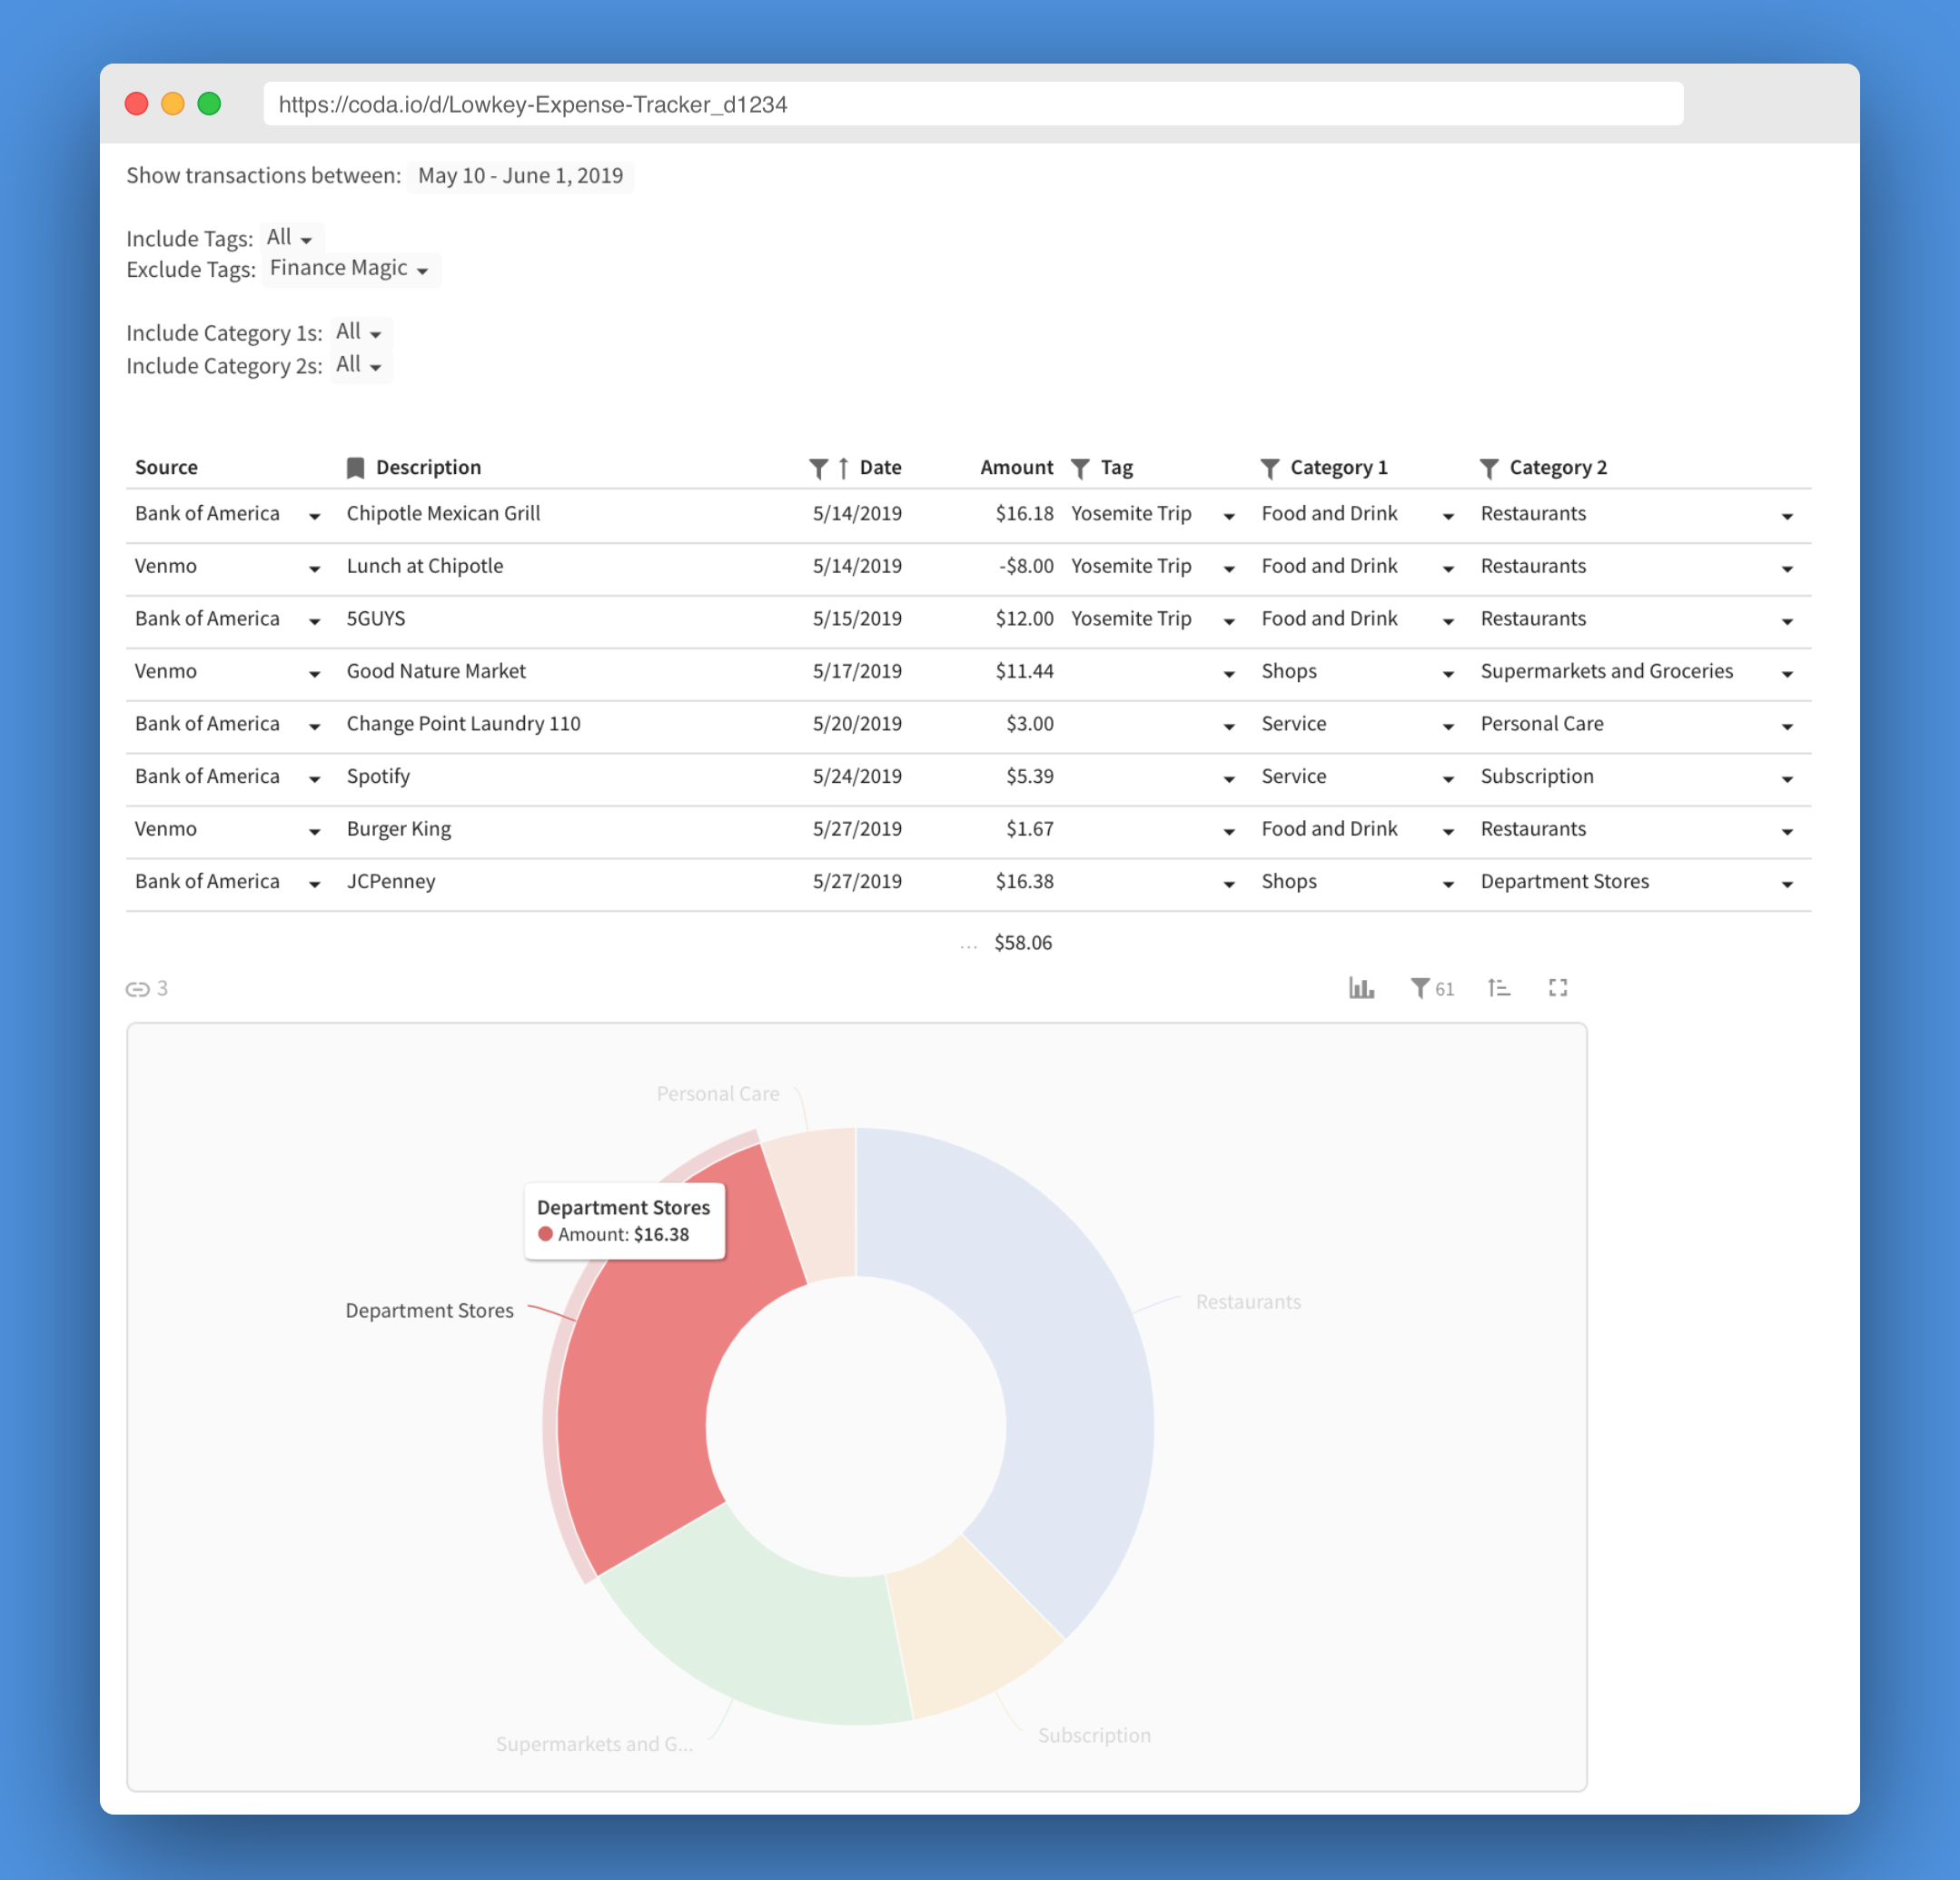 https://coda.io/d/Lowkey-Expense-Tracker_d1234
Show transactions between: May 10 - June 1, 2019
Include Tags: All
Exclude Tags: Finance Magic
Include Category 1s: All
Include Category 2s: All
Source Description Date Amount Tag Category 1 Category 2
Bank of America Chipotle Mexican Grill 5/14/2019 $16.18 Yosemite Trip Food and Drink Restaurants
Venmo Lunch at Chipotle 5/14/2019 -$8.00 Yosemite Trip Food and Drink Restaurants
Bank of America 5GUYS 5/15/2019 $12.00 Yosemite Trip Food and Drink Restaurants
Venmo Good Nature Market 5/17/2019 $11.44 Shops Supermarkets and Groceries
Bank of America Change Point Laundry 110 5/20/2019 $3.00 Service Personal Care
Bank of America Spotify 5/24/2019 $5.39 Service Subscription
Venmo Burger King 5/27/2019 $1.67 Food and Drink Restaurants
Bank of America JCPenney 5/27/2019 $16.38 Shops Department Stores
... $58.06
3 61
Personal Care
Department Stores
Amount: $16.38
Restaurants
Department Stores
Subscription
Supermarkets and G...